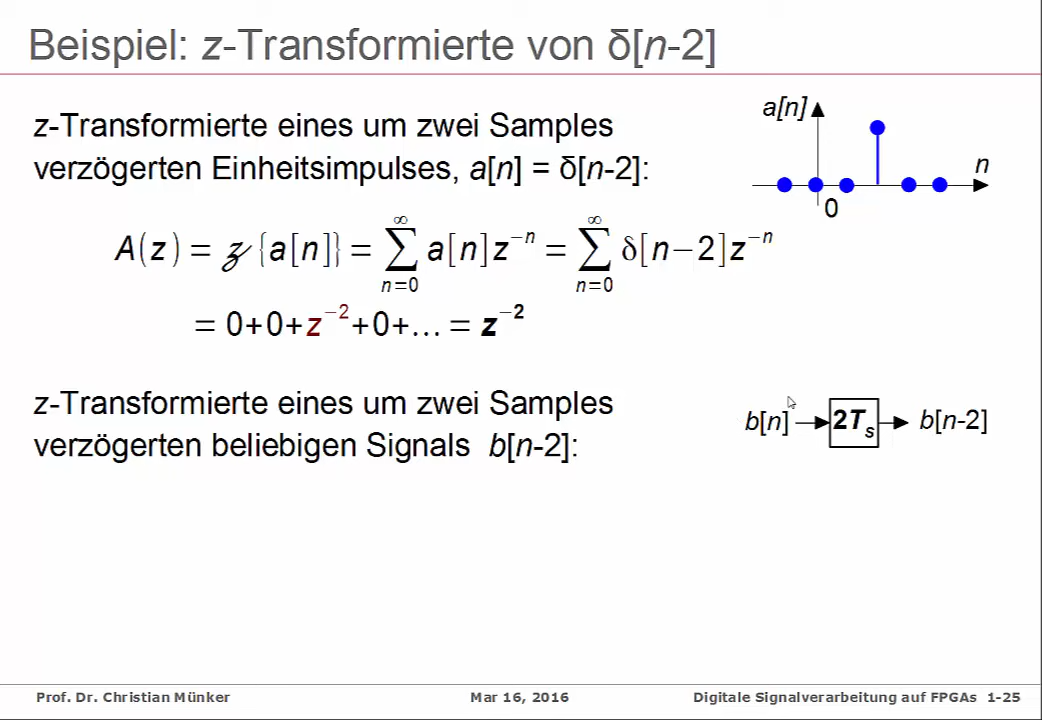 Beispiel: z-Transformierte von δ[n-2]
z-Transformierte eines um zwei Samples
verzögerten Einheitsimpulses, a[n] = δ[n-2]:
a[n]
n
0
A(z) = 𝓏{a[n]} = ∑_{n=0}^{∞} a[n]z^{−n} = ∑_{n=0}^{∞} δ[n−2]z^{−n}
= 0+0+z^{−2}+0+... = z^{−2}
z-Transformierte eines um zwei Samples
verzögerten beliebigen Signals b[n-2]:
b[n] 2T_s b[n-2]
Prof. Dr. Christian Münker Mar 16, 2016 Digitale Signalverarbeitung auf FPGAs 1-25